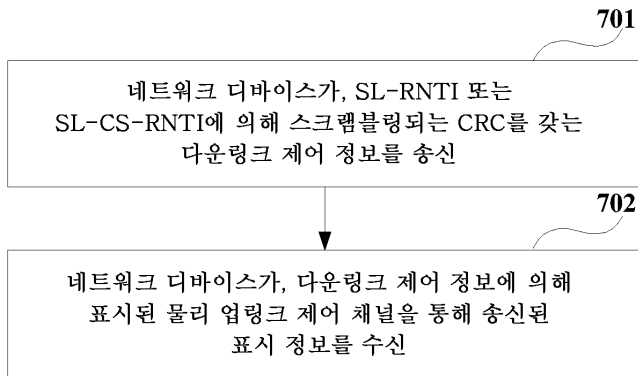 701
네트워크 디바이스가, SL-RNTI 또는
SL-CS-RNTI에 의해 스크램블링되는 CRC를 갖는
다운링크 제어 정보를 송신
702
네트워크 디바이스가, 다운링크 제어 정보에 의해
표시된 물리 업링크 제어 채널을 통해 송신된
표시 정보를 수신